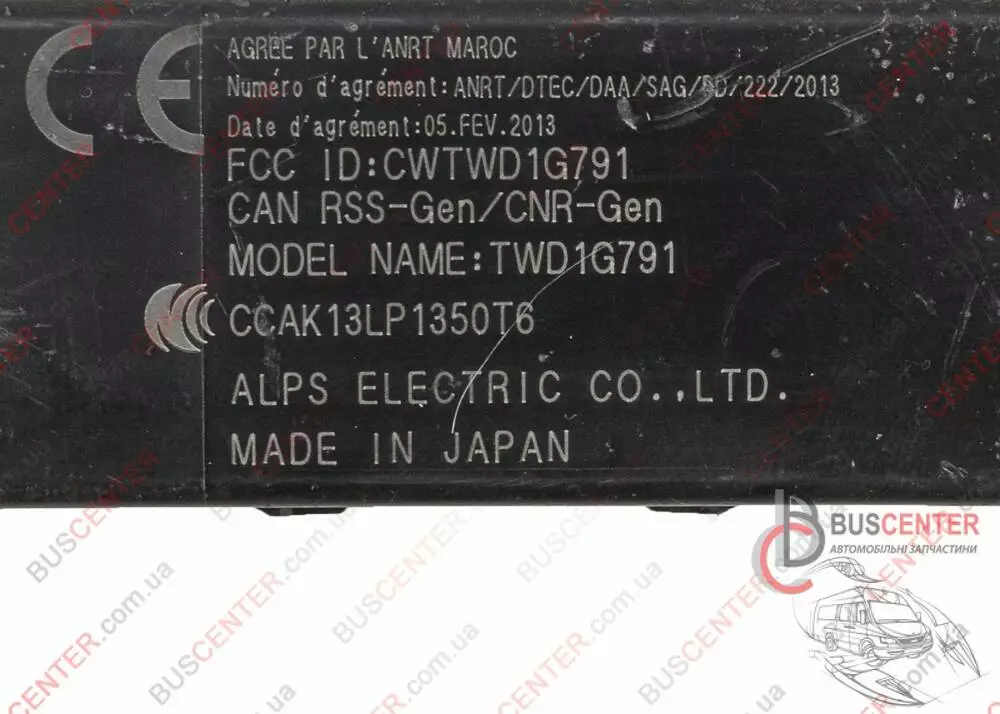 CE
AGREE PAR L'ANRT MAROC
Numéro d'agrément:ANRT/DTEC/DAA/SAG/BD/222/2013
Date d'agrément:05.FEV.2013
FCC ID:CWTWD1G791
CAN RSS-Gen/CNR-Gen
MODEL NAME:TWD1G791
CCAK13LP1350T6
ALPS ELECTRIC CO.,LTD.
MADE IN JAPAN
BUSCENTER
АВТОМОБІЛЬНІ ЗАПЧАСТИНИ
BUSCENTER.com.ua